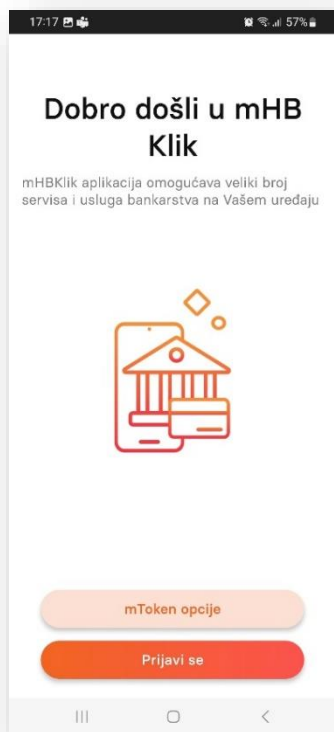 17:17 57%
Dobro došli u mHB
Klik
mHBKlik aplikacija omogućava veliki broj
servisa i usluga bankarstva na Vašem uređaju
mToken opcije
Prijavi se